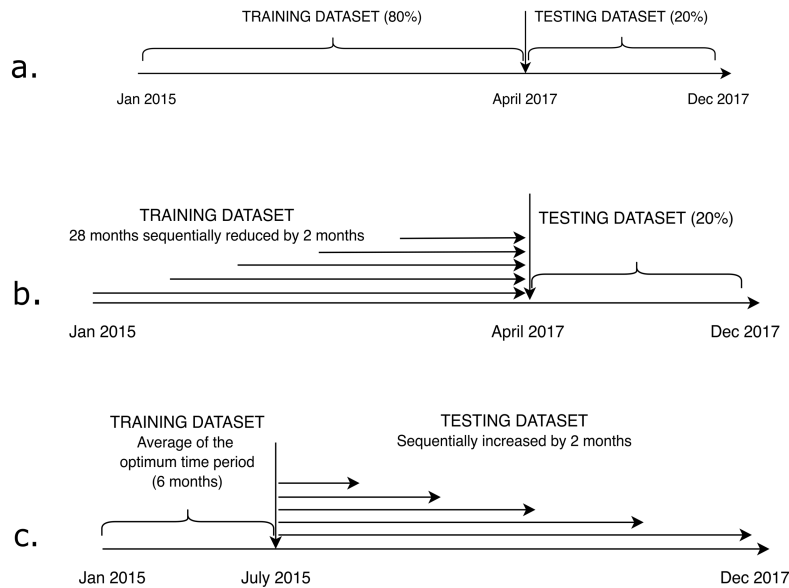 TRAINING DATASET (80%)
TESTING DATASET (20%)
a.
Jan 2015
April 2017
Dec 2017
TRAINING DATASET
28 months sequentially reduced by 2 months
TESTING DATASET (20%)
b.
Jan 2015
April 2017
Dec 2017
TRAINING DATASET
Average of the
optimum time period
(6 months)
TESTING DATASET
Sequentially increased by 2 months
c.
Jan 2015
July 2015
Dec 2017